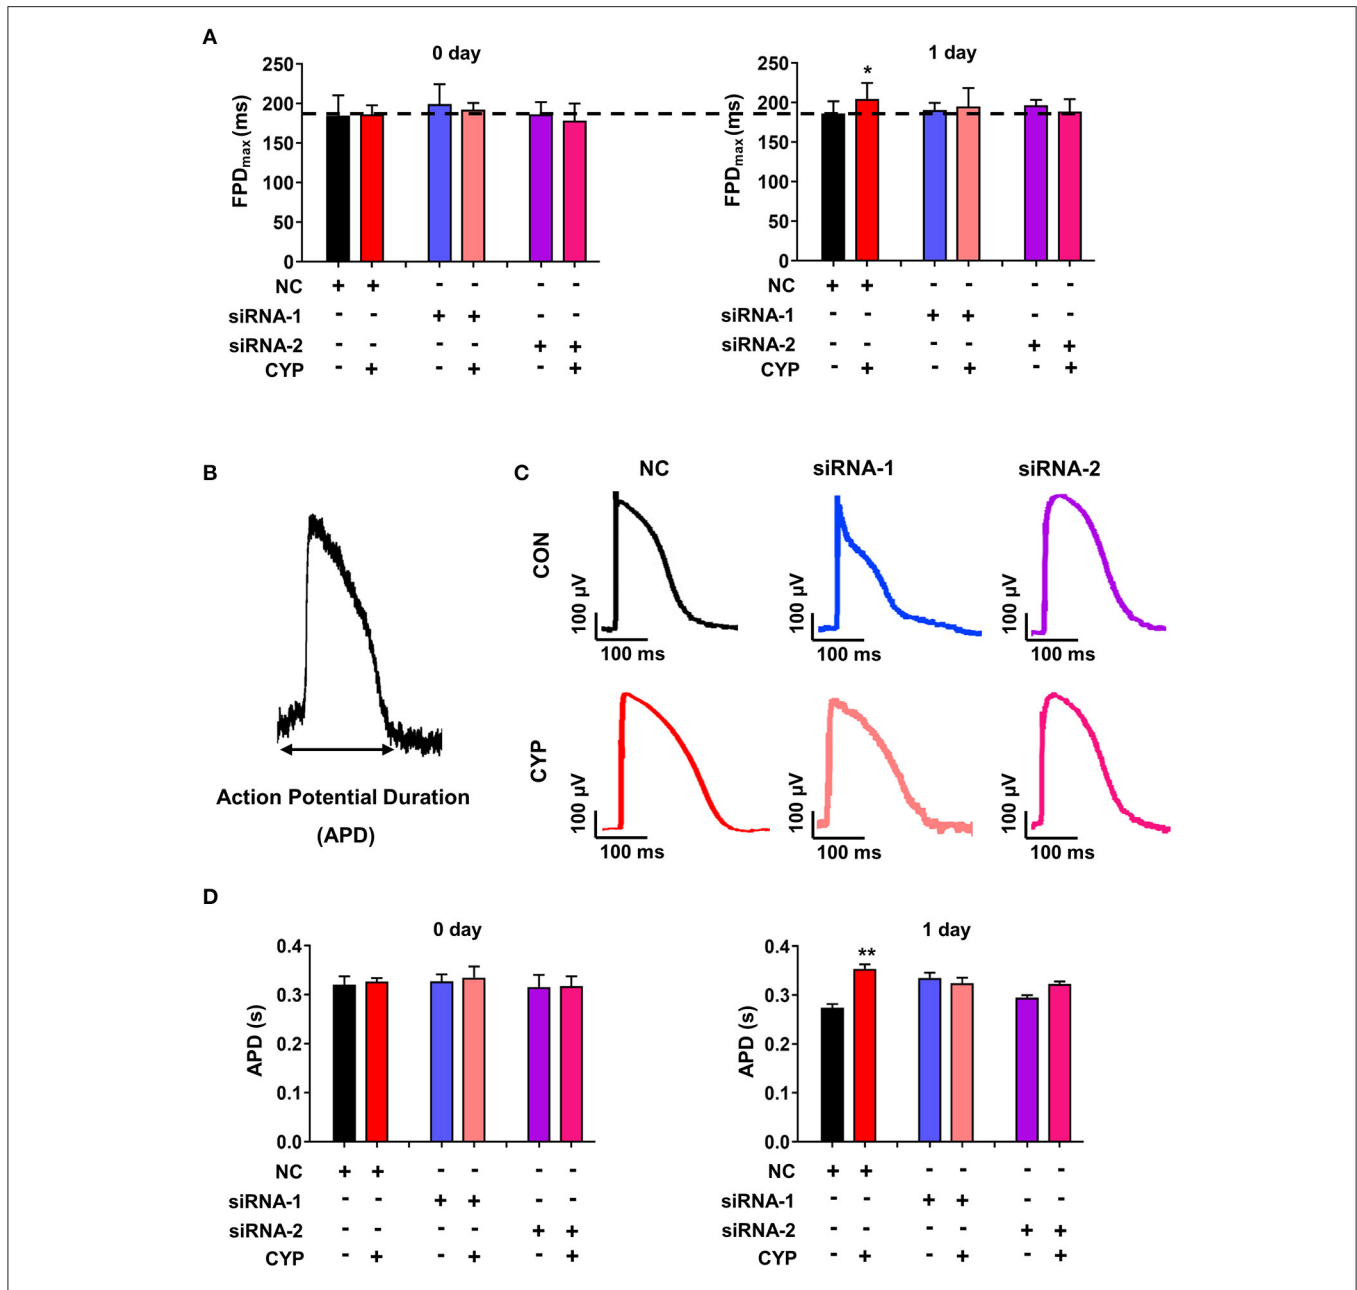 A
0 day
1 day
250
200
150
100
50
0
FPDmax (ms)
250
200
150
100
50
0
FPDmax (ms)
*
NC + + - - - -
siRNA-1 - - + + - -
siRNA-2 - - - - + +
CYP - + - + - +
NC + + - - - -
siRNA-1 - - + + - -
siRNA-2 - - - - + +
CYP - + - + - +
B
Action Potential Duration
(APD)
C
NC
siRNA-1
siRNA-2
CON
100 µV
100 ms
100 µV
100 ms
100 µV
100 ms
CYP
100 µV
100 ms
100 µV
100 ms
100 µV
100 ms
D
0 day
1 day
0.4
0.3
0.2
0.1
0.0
APD (s)
0.4
0.3
0.2
0.1
0.0
APD (s)
**
NC + + - - - -
siRNA-1 - - + + - -
siRNA-2 - - - - + +
CYP - + - + - +
NC + + - - - -
siRNA-1 - - + + - -
siRNA-2 - - - - + +
CYP - + - + - +